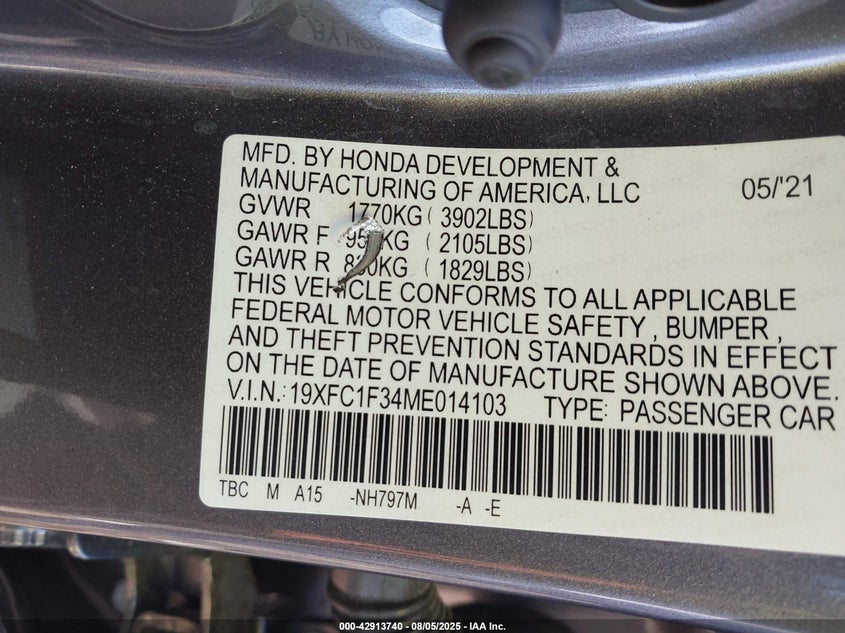 MFD. BY HONDA DEVELOPMENT &
MANUFACTURING OF AMERICA, LLC 05/'21
GVWR 1770KG ( 3902LBS)
GAWR F ( 2105LBS)
GAWR R ( 1829LBS)
THIS VEHICLE CONFORMS TO ALL APPLICABLE
FEDERAL MOTOR VEHICLE SAFETY, BUMPER,
AND THEFT PREVENTION STANDARDS IN EFFECT
ON THE DATE OF MANUFACTURE SHOWN ABOVE.
V.I.N.:19XFC1F34ME014103 TYPE: PASSENGER CAR
TBC M A15 -NH797M -A -E
000-42913740 - 08/05/2025 - IAA Inc.